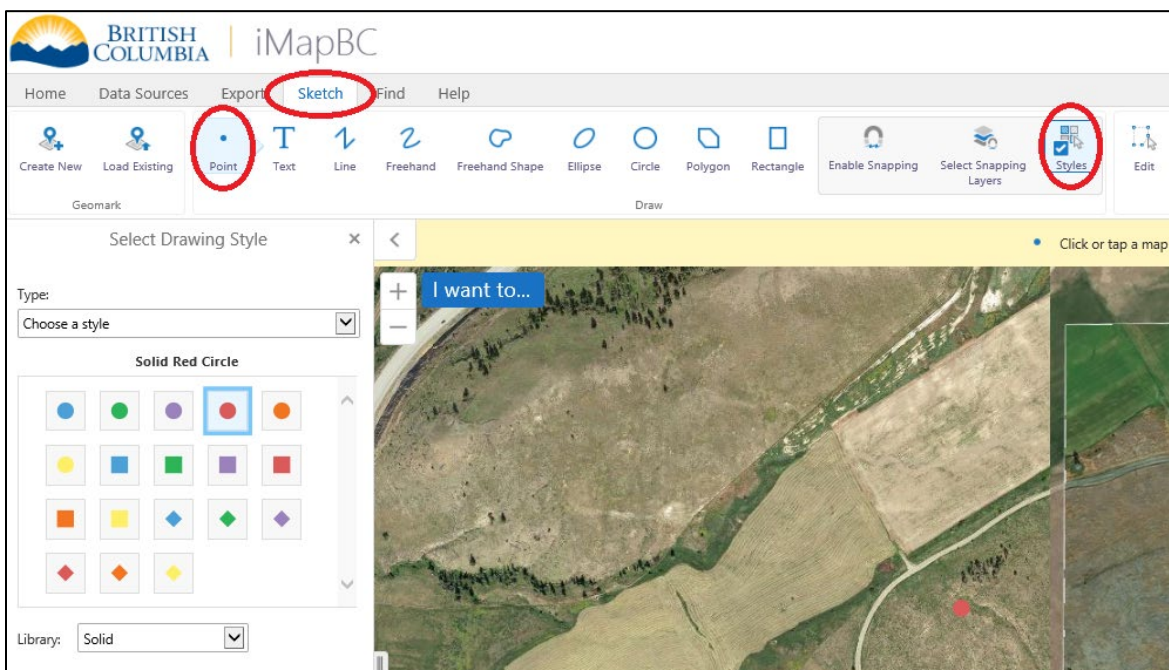 BRITISH
COLUMBIA
iMapBC
Home Data Sources Export Sketch Find Help
Create New Load Existing Point Text Line Freehand Freehand Shape Ellipse Circle Polygon Rectangle Enable Snapping Select Snapping Layers Styles Edit
Geomark Draw
Select Drawing Style ×
Click or tap a map
I want to...
Type:
Choose a style
Solid Red Circle
Library: Solid